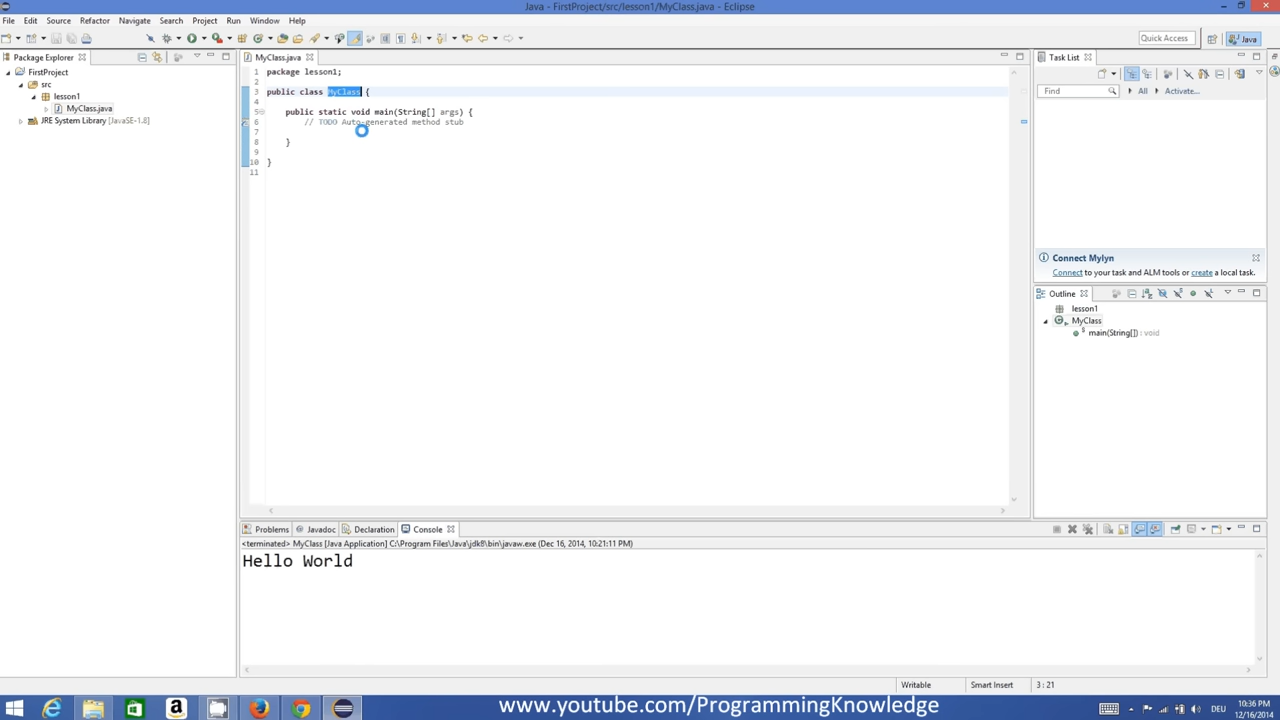 Java - FirstProject/src/lesson1/MyClass.java - Eclipse
File Edit Source Refactor Navigate Search Project Run Window Help
Quick Access Java
Package Explorer
FirstProject
src
lesson1
MyClass.java
JRE System Library [JavaSE-1.8]
MyClass.java
1 package lesson1;
2
3 public class MyClass {
4
5 public static void main(String[] args) {
6 // TODO Auto-generated method stub
7
8 }
9
10 }
11
Task List
Find All Activate...
Connect Mylyn
Connect to your task and ALM tools or create a local task.
Outline
lesson1
MyClass
main(String[]) : void
Problems @ Javadoc Declaration Console
<terminated> MyClass [Java Application] C:\Program Files\Java\jdk8\bin\javaw.exe (Dec 16, 2014, 10:21:11 PM)
Hello World
Writable Smart Insert 3 : 21
www.youtube.com/ProgrammingKnowledge
DEU
10:36 PM
12/16/2014